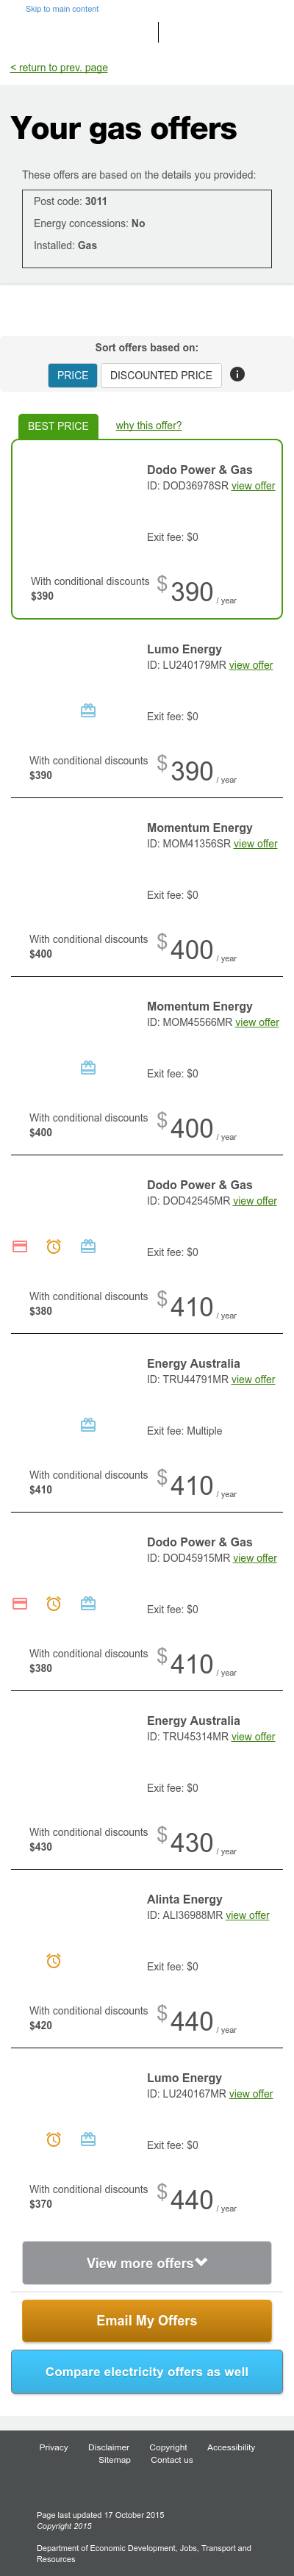 Skip to main content
< return to prev. page
Your gas offers
These offers are based on the details you provided:
Post code: 3011
Energy concessions: No
Installed: Gas
Sort offers based on:
PRICE
DISCOUNTED PRICE
BEST PRICE
why this offer?
Dodo Power & Gas
ID: DOD36978SR view offer
Exit fee: $0
With conditional discounts
$390
$390 / year
Lumo Energy
ID: LU240179MR view offer
Exit fee: $0
With conditional discounts
$390
$390 / year
Momentum Energy
ID: MOM41356SR view offer
Exit fee: $0
With conditional discounts
$400
$400 / year
Momentum Energy
ID: MOM45566MR view offer
Exit fee: $0
With conditional discounts
$400
$400 / year
Dodo Power & Gas
ID: DOD42545MR view offer
Exit fee: $0
With conditional discounts
$380
$410 / year
Energy Australia
ID: TRU44791MR view offer
Exit fee: Multiple
With conditional discounts
$410
$410 / year
Dodo Power & Gas
ID: DOD45915MR view offer
Exit fee: $0
With conditional discounts
$380
$410 / year
Energy Australia
ID: TRU45314MR view offer
Exit fee: $0
With conditional discounts
$430
$430 / year
Alinta Energy
ID: ALI36988MR view offer
Exit fee: $0
With conditional discounts
$420
$440 / year
Lumo Energy
ID: LU240167MR view offer
Exit fee: $0
With conditional discounts
$370
$440 / year
View more offers
Email My Offers
Compare electricity offers as well
Privacy Disclaimer Copyright Accessibility
Sitemap Contact us
Page last updated 17 October 2015
Copyright 2015
Department of Economic Development, Jobs, Transport and
Resources